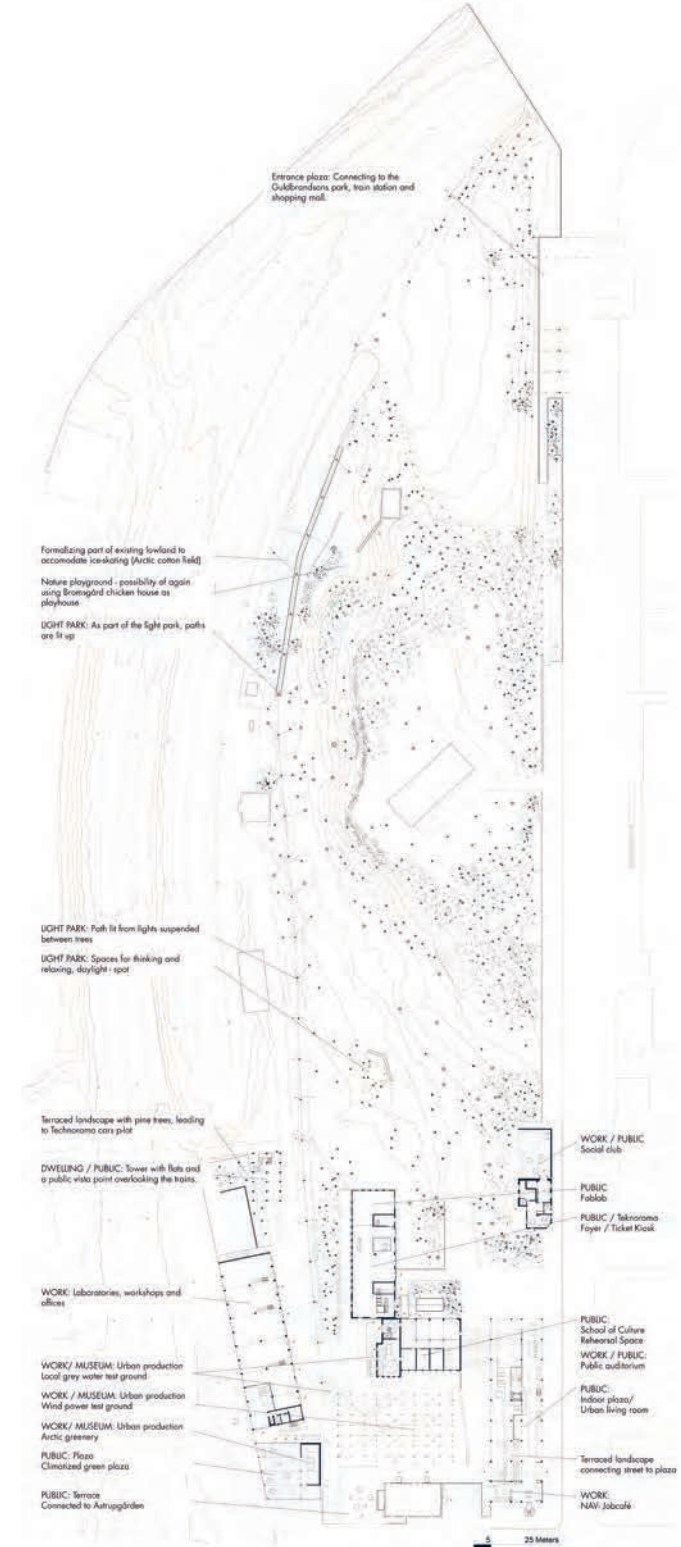 Entrance plaza: Connecting to the
Guldbrandsons park, train station and
shopping mall.
Formalizing part of existing lowland to
accomodate ice-skating (Arctic cotton field)
Nature playground - possibility of again
using Bromsgård chicken house as
playhouse
LIGHT PARK: As part of the light park, paths
are lit up
LIGHT PARK: Path lit from lights suspended
between trees
LIGHT PARK: Spaces for thinking and
relaxing, daylight - spot
Terraced landscape with pine trees, leading
to Technorama cars p-lot
DWELLING / PUBLIC: Tower with flats and
a public vista point overlooking the trains.
WORK: Laboratories, workshops and
offices
WORK/ MUSEUM: Urban production
Local grey water test ground
WORK / MUSEUM: Urban production
Wind power test ground
WORK/ MUSEUM: Urban production
Arctic greenery
PUBLIC: Plaza
Climatized green plaza
PUBLIC: Terrace
Connected to Astrupgården
WORK / PUBLIC
Social club
PUBLIC
Fablab
PUBLIC / Teknorama
Foyer / Ticket Kiosk
PUBLIC:
School of Culture
Rehearsal Space
WORK / PUBLIC:
Public auditorium
PUBLIC:
Indoor plaza/
Urban living room
Terraced landscape
connecting street to plaza
WORK:
NAV- Jobcafé
5 25 Meters